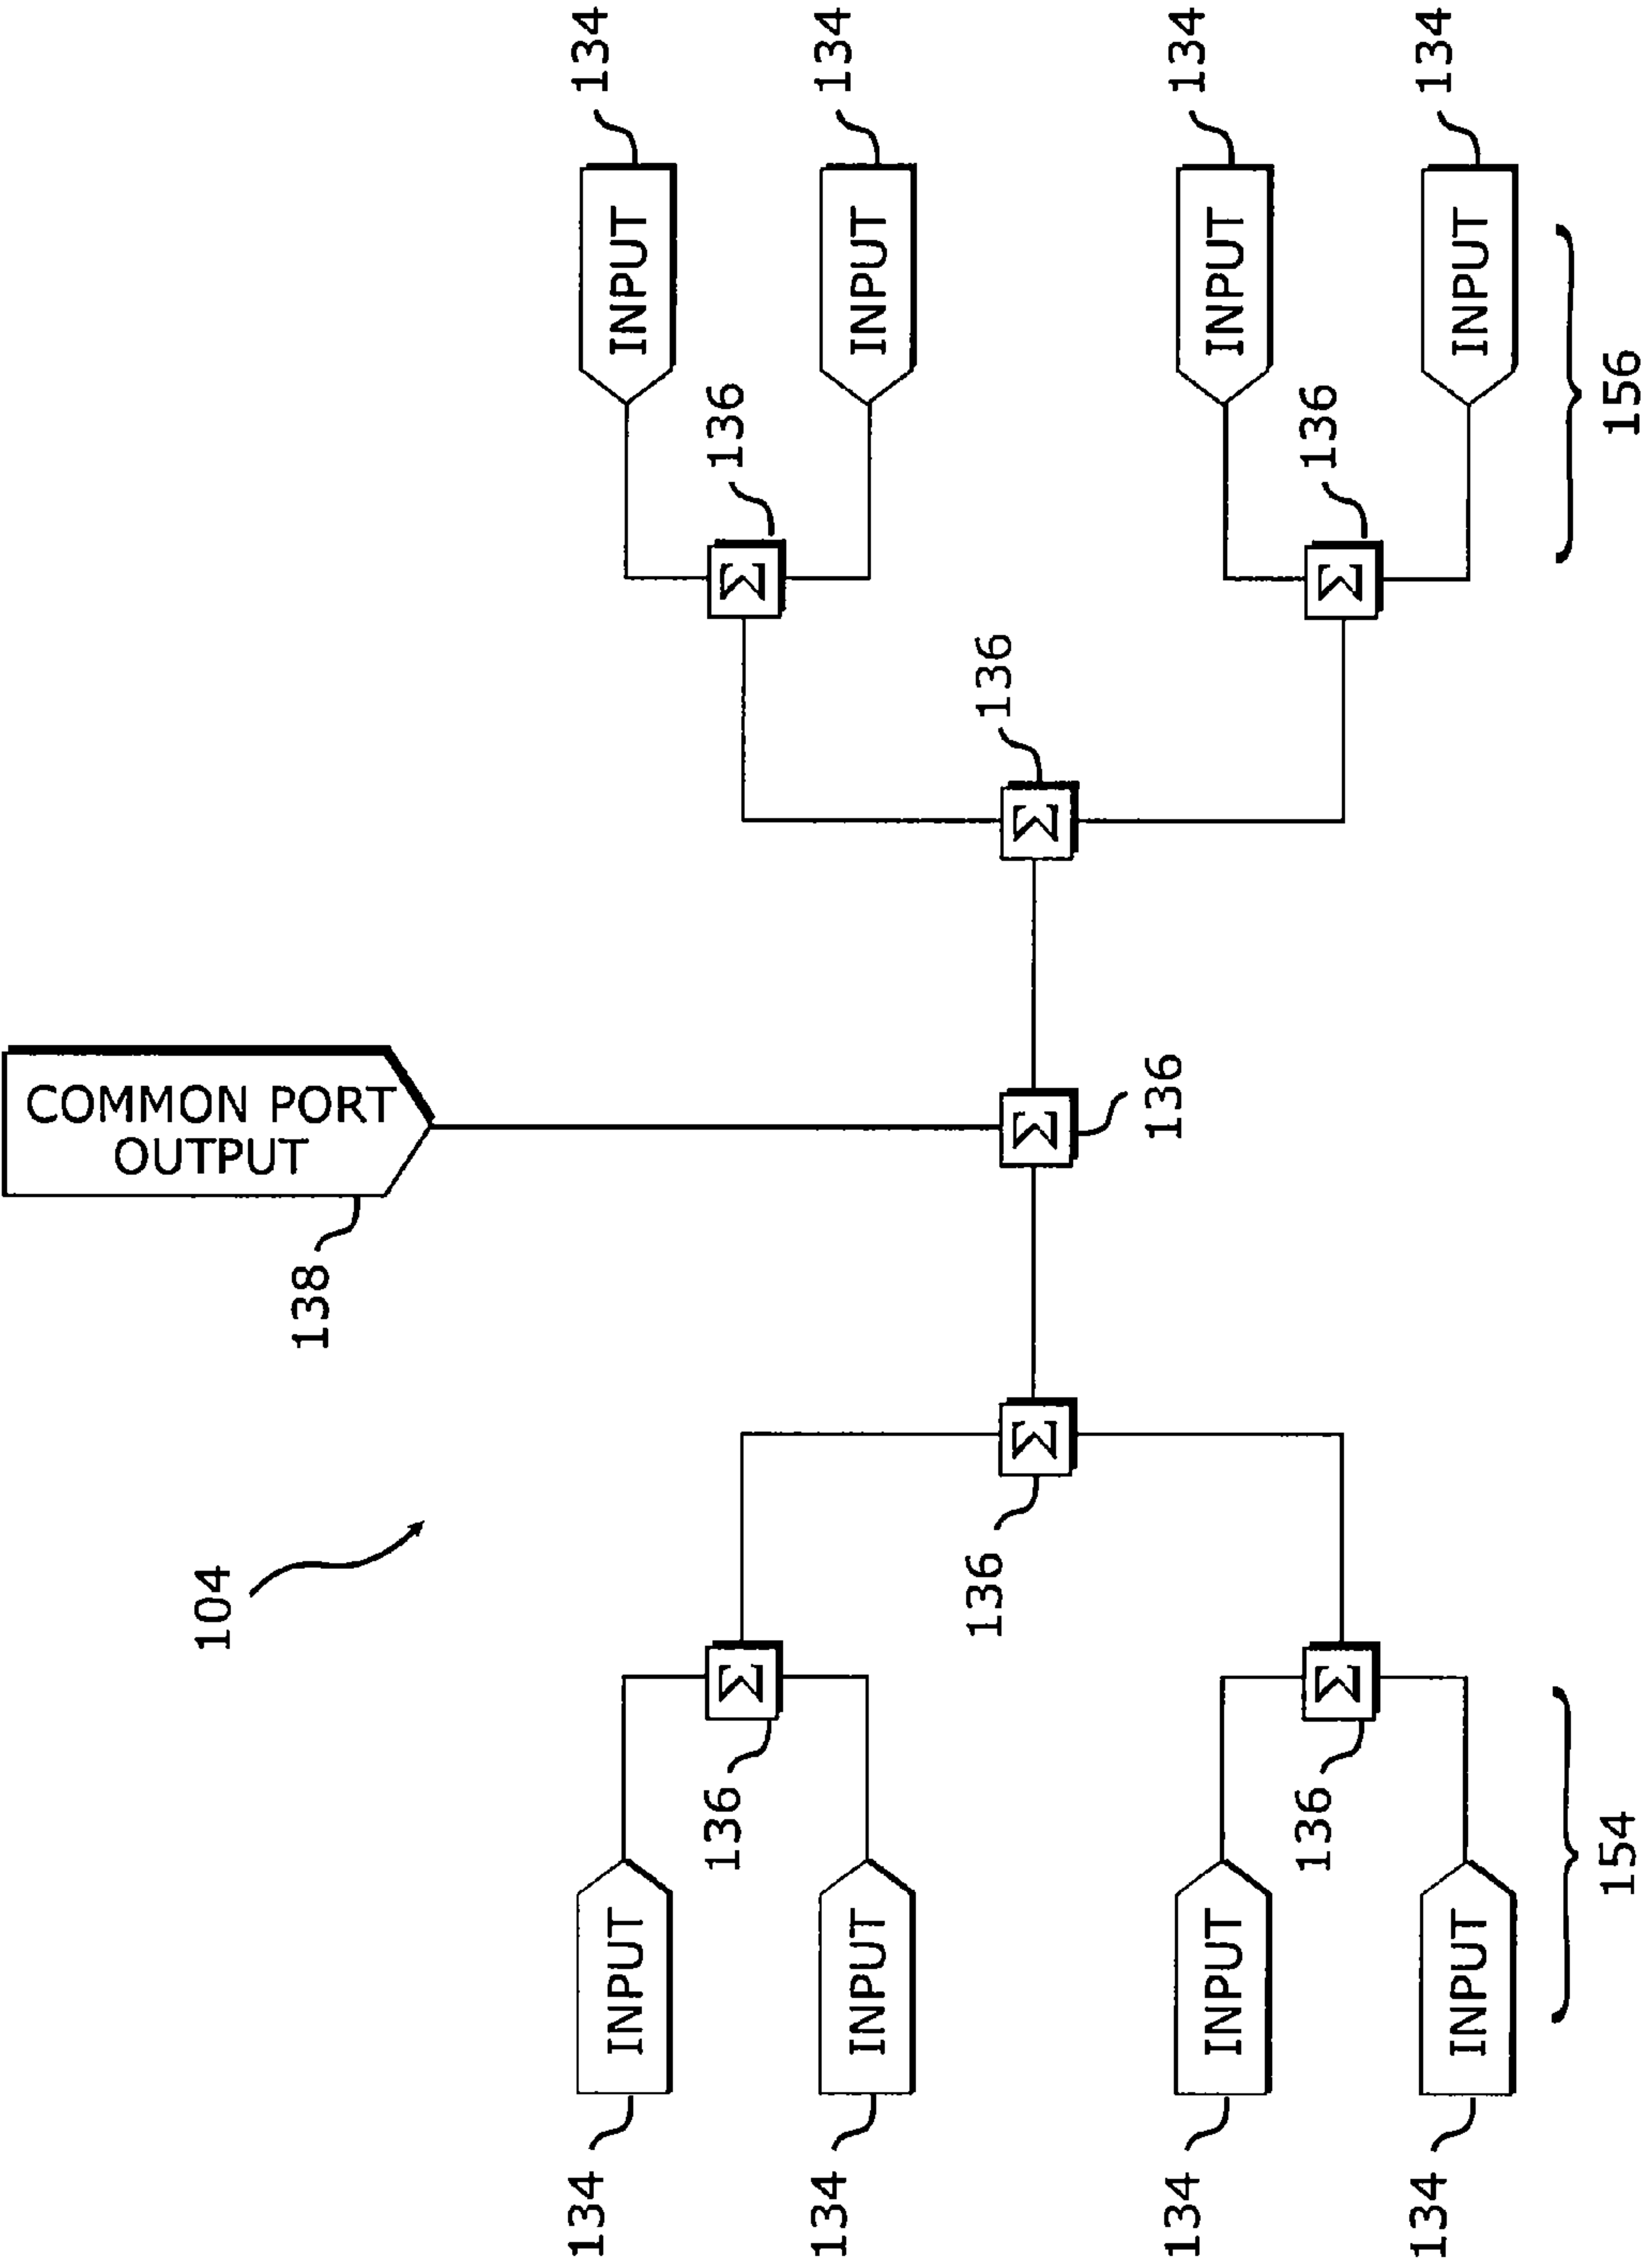 COMMON PORT
OUTPUT
104
138
134
134
INPUT
INPUT
136
136
Σ
Σ
134
134
INPUT
INPUT
136
136
Σ
Σ
Σ
136
134
134
INPUT
INPUT
136
136
Σ
Σ
134
134
INPUT
INPUT
154
156